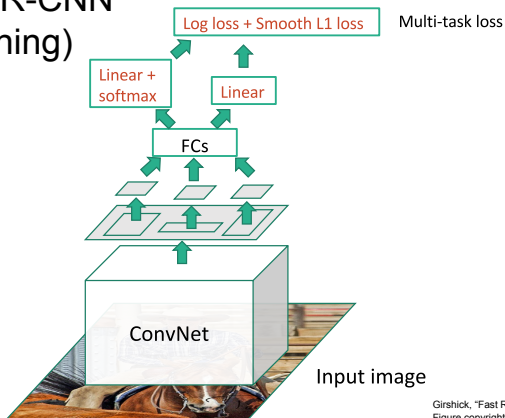 R-CNN
ning)
Log loss + Smooth L1 loss
Multi-task loss
Linear +
softmax
Linear
FCs
ConvNet
Input image
Girshick, "Fast R
Figure copyright